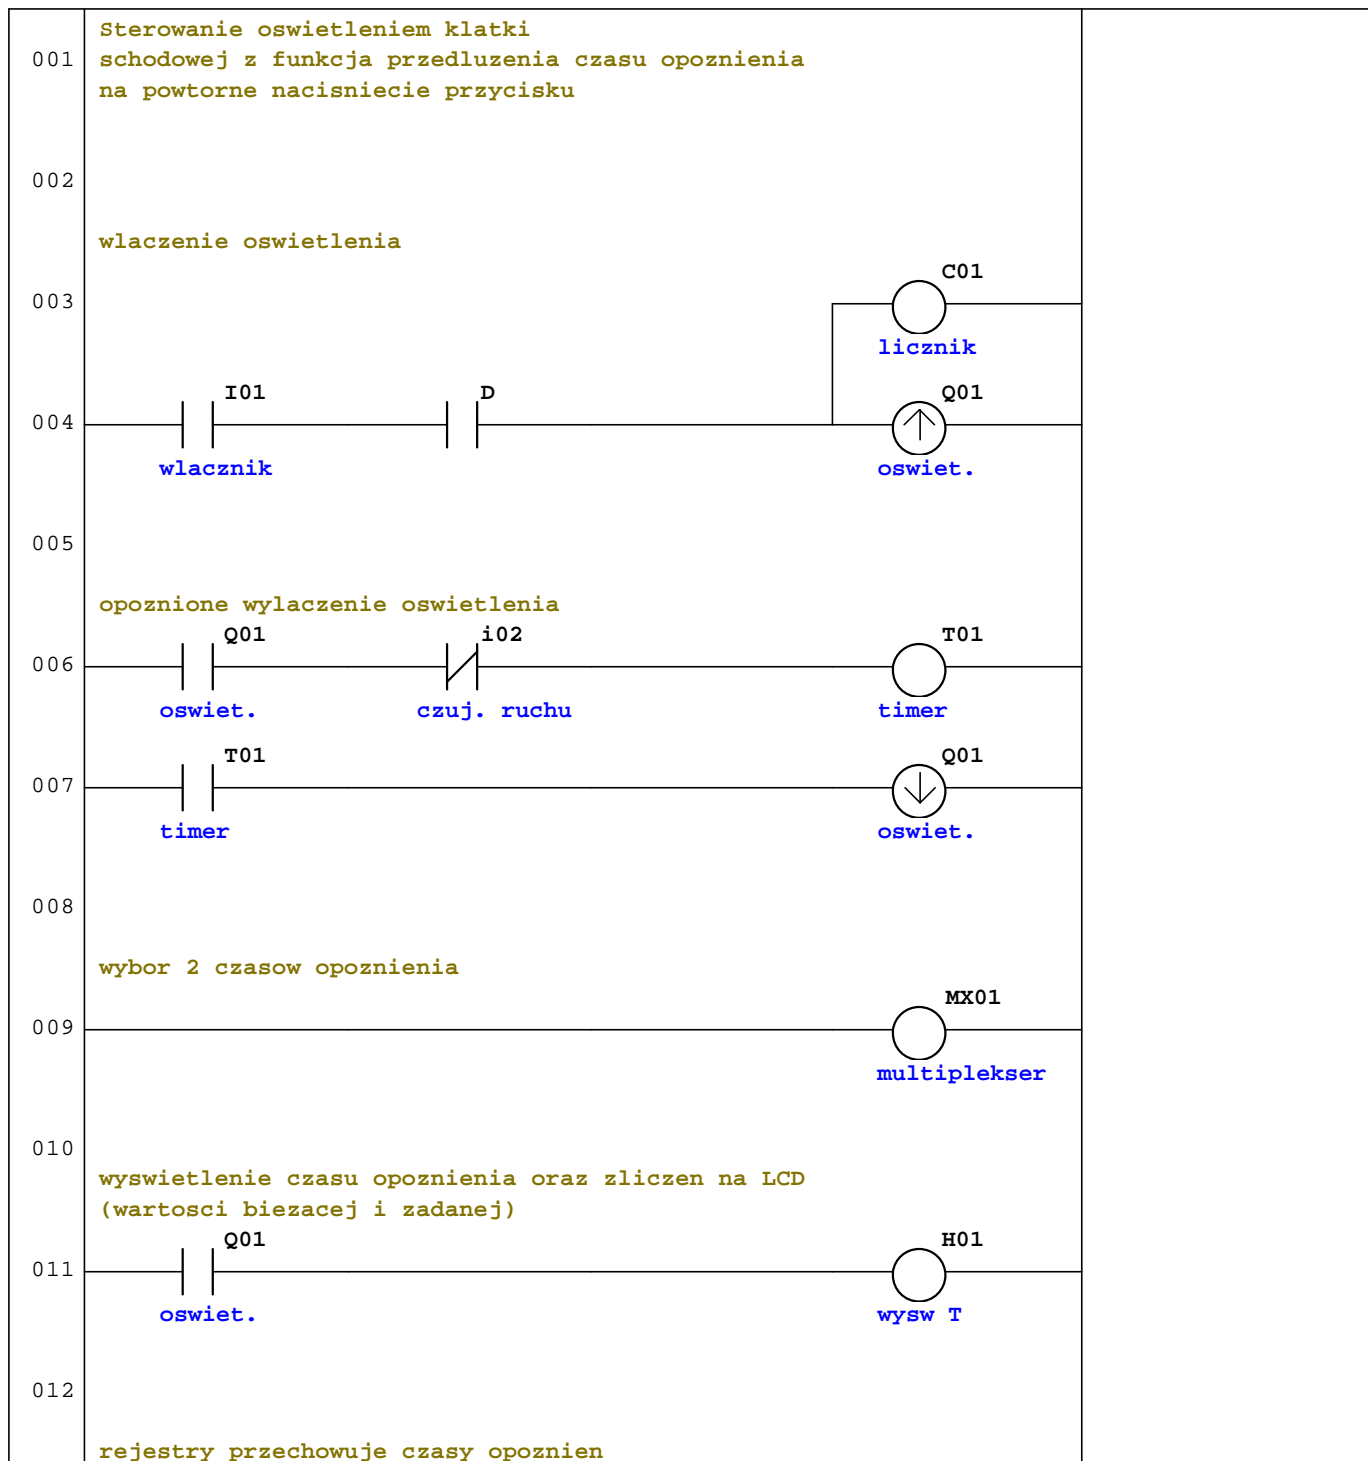 Sterowanie oswietleniem klatki
001 schodowej z funkcja przedluzenia czasu opoznienia
na powtorne nacisniecie przycisku
002
wlaczenie oswietlenia
C01
003
licznik
I01 D Q01
004
wlacznik oswiet.
005
opoznione wylaczenie oswietlenia
Q01 i02 T01
006
oswiet. czuj. ruchu timer
T01 Q01
007
timer oswiet.
008
wybor 2 czasow opoznienia
MX01
009
multiplekser
010
wyswietlenie czasu opoznienia oraz zliczen na LCD
(wartosci biezacej i zadanej)
Q01 H01
011
oswiet. wysw T
012
rejestry przechowuje czasy opoznien